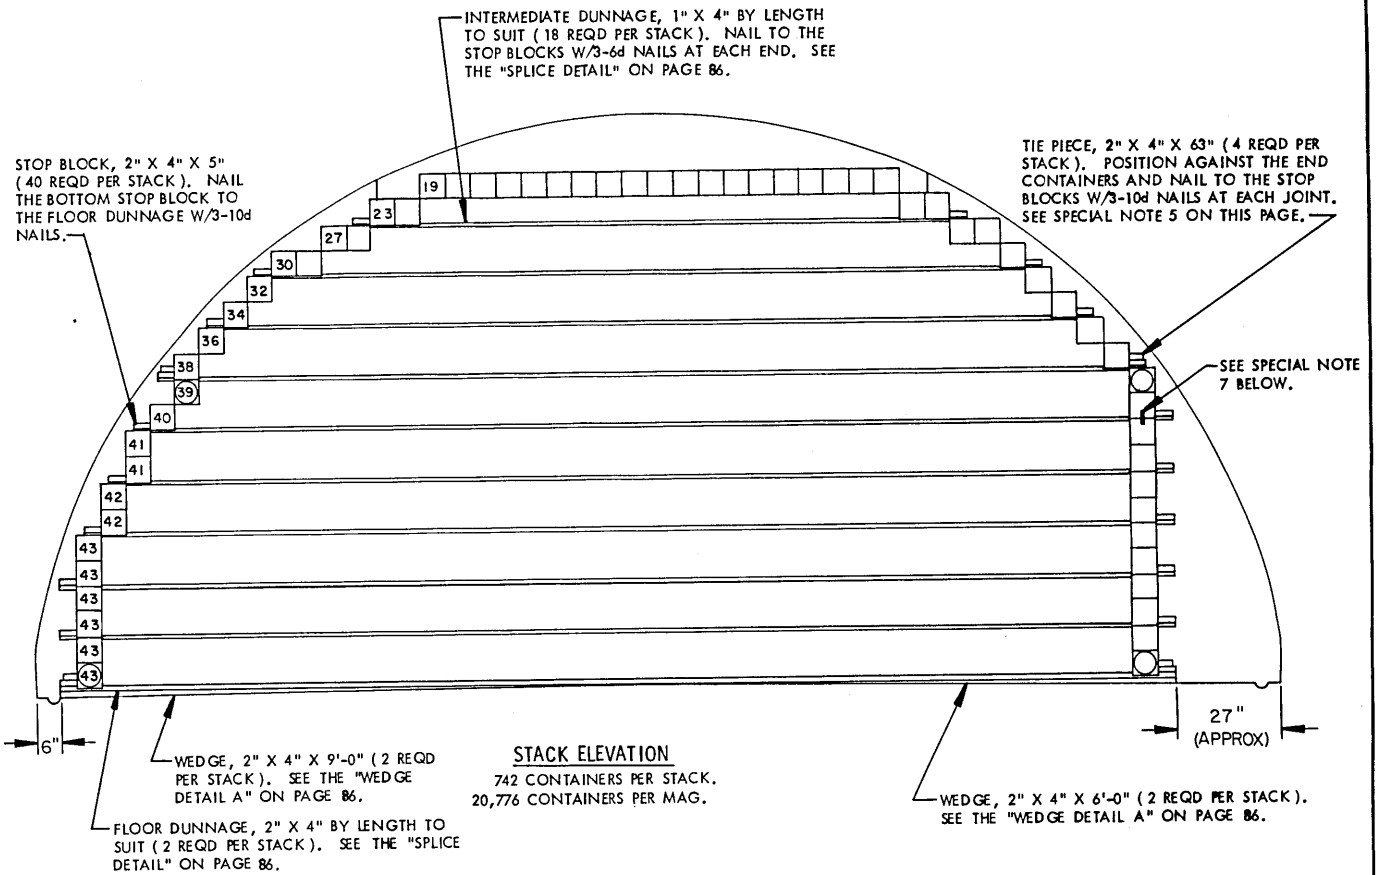 INTERMEDIATE DUNNAGE, 1" X 4" BY LENGTH
TO SUIT (18 REQD PER STACK). NAIL TO THE
STOP BLOCKS W/3-6d NAILS AT EACH END. SEE
THE "SPLICE DETAIL" ON PAGE 86.
STOP BLOCK, 2" X 4" X 5"
(40 REQD PER STACK). NAIL
THE BOTTOM STOP BLOCK TO
THE FLOOR DUNNAGE W/3-10d
NAILS.
TIE PIECE, 2" X 4" X 63" (4 REQD PER
STACK). POSITION AGAINST THE END
CONTAINERS AND NAIL TO THE STOP
BLOCKS W/3-10d NAILS AT EACH JOINT.
SEE SPECIAL NOTE 5 ON THIS PAGE.
SEE SPECIAL NOTE
7 BELOW.
19
23
27
30
32
34
36
38
39
40
41
41
42
42
43
43
43
43
43
43
6"
27"
(APPROX)
WEDGE, 2" X 4" X 9'-0" (2 REQD
PER STACK). SEE THE "WEDGE
DETAIL A" ON PAGE 86.
FLOOR DUNNAGE, 2" X 4" BY LENGTH TO
SUIT (2 REQD PER STACK). SEE THE "SPLICE
DETAIL" ON PAGE 86.
STACK ELEVATION
742 CONTAINERS PER STACK.
20,776 CONTAINERS PER MAG.
WEDGE, 2" X 4" X 6'-0" (2 REQD PER STACK).
SEE THE "WEDGE DETAIL A" ON PAGE 86.